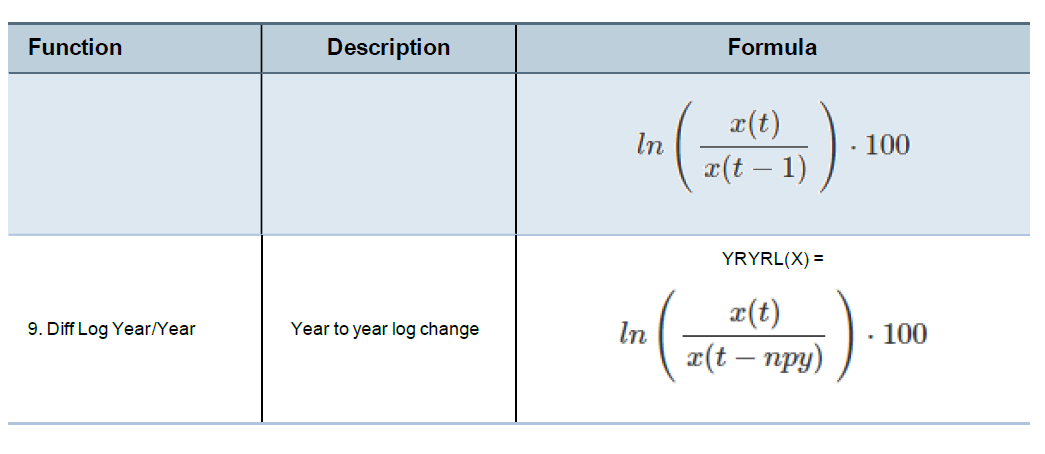 Function Description Formula
ln ( x(t) / x(t − 1) ) · 100
YRYRL(X) =
9. Diff Log Year/Year Year to year log change ln ( x(t) / x(t − npy) ) · 100